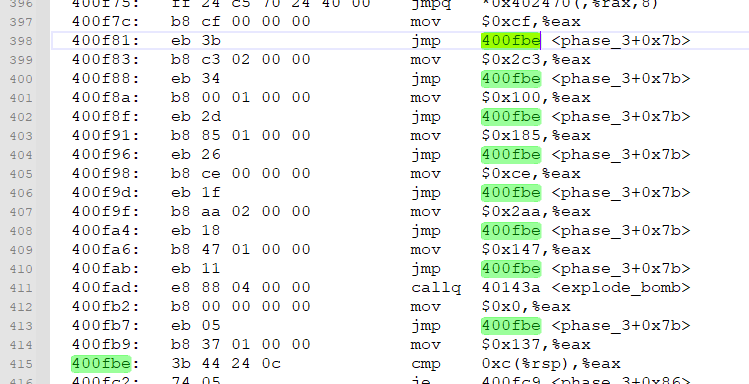 396 400f75: ff 24 c5 70 24 40 00 jmpq *0x402470(,%rax,8)
397 400f7c: b8 cf 00 00 00 mov $0xcf,%eax
398 400f81: eb 3b jmp 400fbe <phase_3+0x7b>
399 400f83: b8 c3 02 00 00 mov $0x2c3,%eax
400 400f88: eb 34 jmp 400fbe <phase_3+0x7b>
401 400f8a: b8 00 01 00 00 mov $0x100,%eax
402 400f8f: eb 2d jmp 400fbe <phase_3+0x7b>
403 400f91: b8 85 01 00 00 mov $0x185,%eax
404 400f96: eb 26 jmp 400fbe <phase_3+0x7b>
405 400f98: b8 ce 00 00 00 mov $0xce,%eax
406 400f9d: eb 1f jmp 400fbe <phase_3+0x7b>
407 400f9f: b8 aa 02 00 00 mov $0x2aa,%eax
408 400fa4: eb 18 jmp 400fbe <phase_3+0x7b>
409 400fa6: b8 47 01 00 00 mov $0x147,%eax
410 400fab: eb 11 jmp 400fbe <phase_3+0x7b>
411 400fad: e8 88 04 00 00 callq 40143a <explode_bomb>
412 400fb2: b8 00 00 00 00 mov $0x0,%eax
413 400fb7: eb 05 jmp 400fbe <phase_3+0x7b>
414 400fb9: b8 37 01 00 00 mov $0x137,%eax
415 400fbe: 3b 44 24 0c cmp 0xc(%rsp),%eax
416 400fc2: 74 05 je 400fc9 <phase_3+0x86>